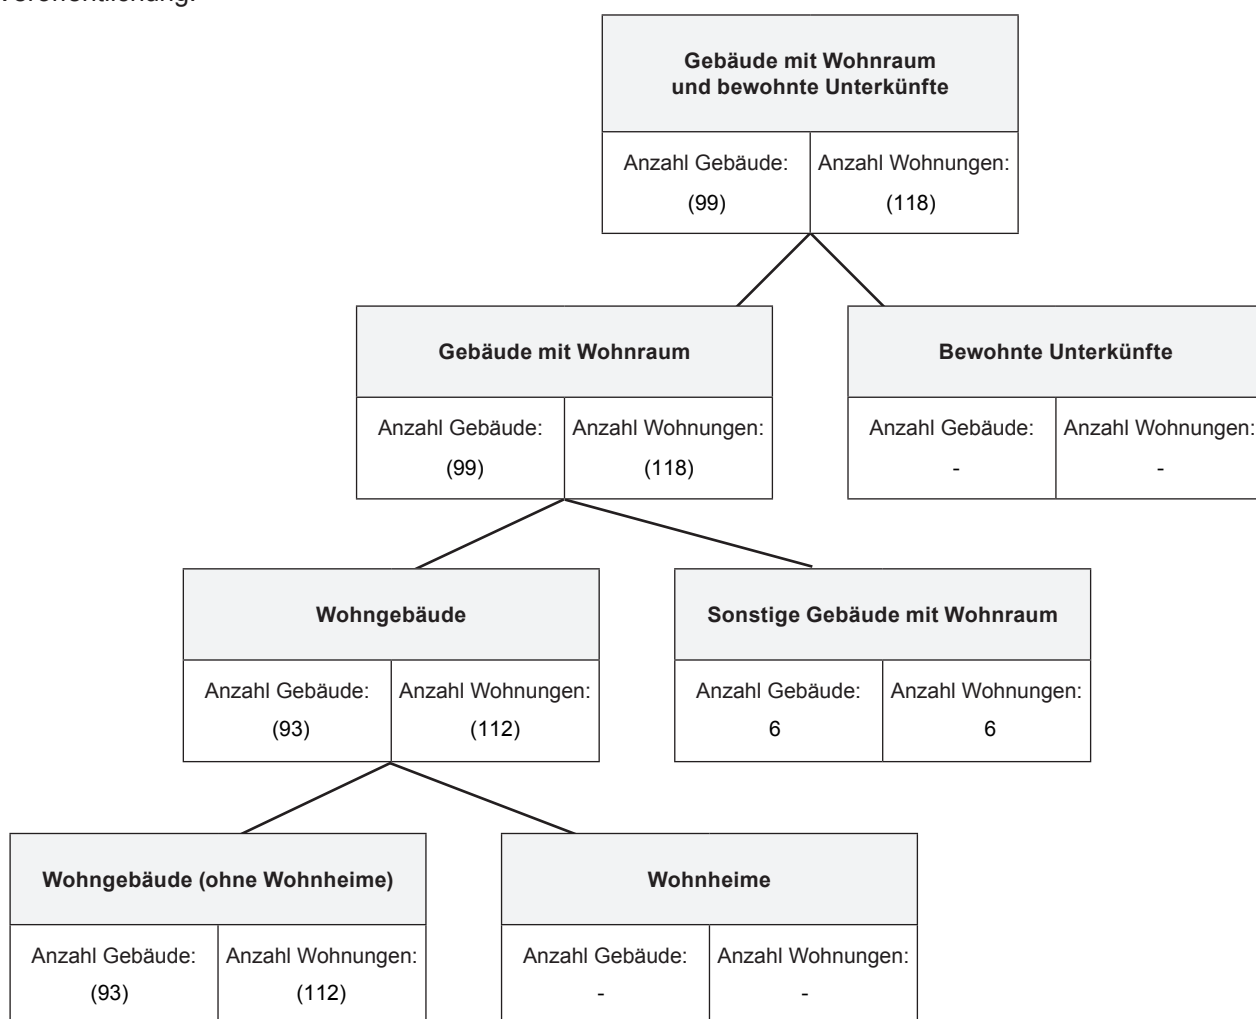 Veröffentlichung.
Gebäude mit Wohnraum
und bewohnte Unterkünfte
Anzahl Gebäude: Anzahl Wohnungen:
(99) (118)
Gebäude mit Wohnraum
Anzahl Gebäude: Anzahl Wohnungen:
(99) (118)
Bewohnte Unterkünfte
Anzahl Gebäude: Anzahl Wohnungen:
- -
Wohngebäude
Anzahl Gebäude: Anzahl Wohnungen:
(93) (112)
Sonstige Gebäude mit Wohnraum
Anzahl Gebäude: Anzahl Wohnungen:
6 6
Wohngebäude (ohne Wohnheime)
Anzahl Gebäude: Anzahl Wohnungen:
(93) (112)
Wohnheime
Anzahl Gebäude: Anzahl Wohnungen:
- -